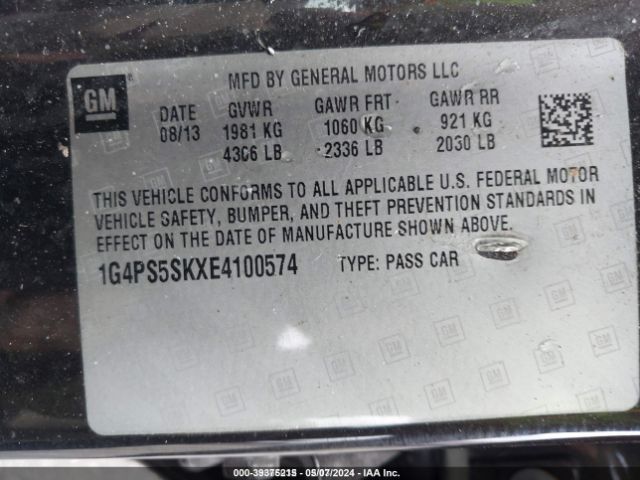 GM
MFD BY GENERAL MOTORS LLC
DATE GVWR GAWR FRT GAWR RR
08/13 1981 KG 1060 KG 921 KG
4366 LB 2336 LB 2030 LB
THIS VEHICLE CONFORMS TO ALL APPLICABLE U.S. FEDERAL MOTOR
VEHICLE SAFETY, BUMPER, AND THEFT PREVENTION STANDARDS IN
EFFECT ON THE DATE OF MANUFACTURE SHOWN ABOVE.
1G4PS5SKXE4100574 TYPE: PASS CAR
000-39375213 - 05/07/2024 - IAA Inc.